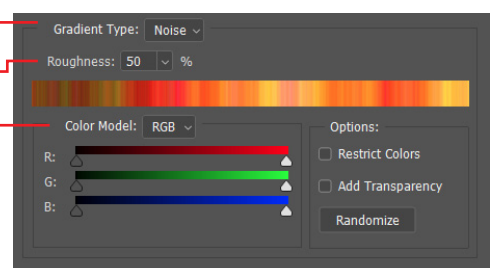 Gradient Type: Noise
Roughness: 50 %
Color Model: RGB
R:
G:
B:
Options:
Restrict Colors
Add Transparency
Randomize